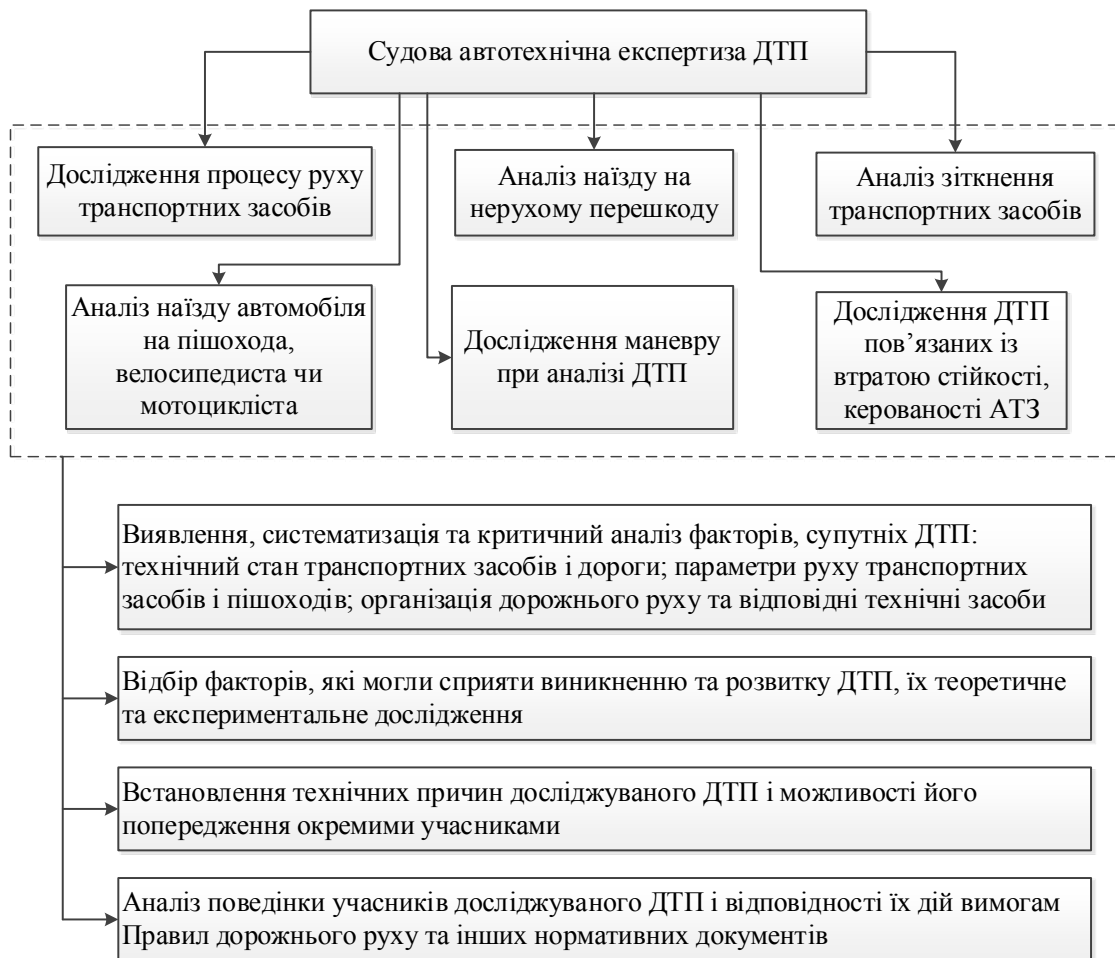 Судова автотехнічна експертиза ДТП
Дослідження процесу руху
транспортних засобів
Аналіз наїзду на
нерухому перешкоду
Аналіз зіткнення
транспортних засобів
Аналіз наїзду автомобіля
на пішохода,
велосипедиста чи
мотоцикліста
Дослідження маневру
при аналізі ДТП
Дослідження ДТП
пов’язаних із
втратою стійкості,
керованості АТЗ
Виявлення, систематизація та критичний аналіз факторів, супутніх ДТП:
технічний стан транспортних засобів і дороги; параметри руху транспортних
засобів і пішоходів; організація дорожнього руху та відповідні технічні засоби
Відбір факторів, які могли сприяти виникненню та розвитку ДТП, їх теоретичне
та експериментальне дослідження
Встановлення технічних причин досліджуваного ДТП і можливості його
попередження окремими учасниками
Аналіз поведінки учасників досліджуваного ДТП і відповідності їх дій вимогам
Правил дорожнього руху та інших нормативних документів